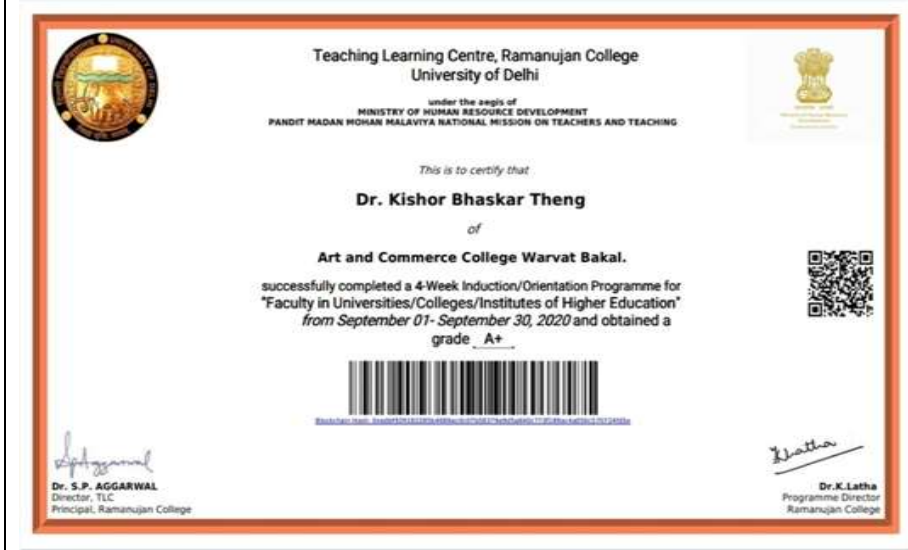 Teaching Learning Centre, Ramanujan College
University of Delhi
under the aegis of
MINISTRY OF HUMAN RESOURCE DEVELOPMENT
PANDIT MADAN MOHAN MALAVIYA NATIONAL MISSION ON TEACHERS AND TEACHING
This is to certify that
Dr. Kishor Bhaskar Theng
of
Art and Commerce College Warvat Bakal.
successfully completed a 4-Week Induction/Orientation Programme for
"Faculty in Universities/Colleges/Institutes of Higher Education"
from September 01- September 30, 2020 and obtained a
grade A+
Dr. S.P. AGGARWAL
Director, TLC
Principal, Ramanujan College
Klatha
Dr.K.Latha
Programme Director
Ramanujan College